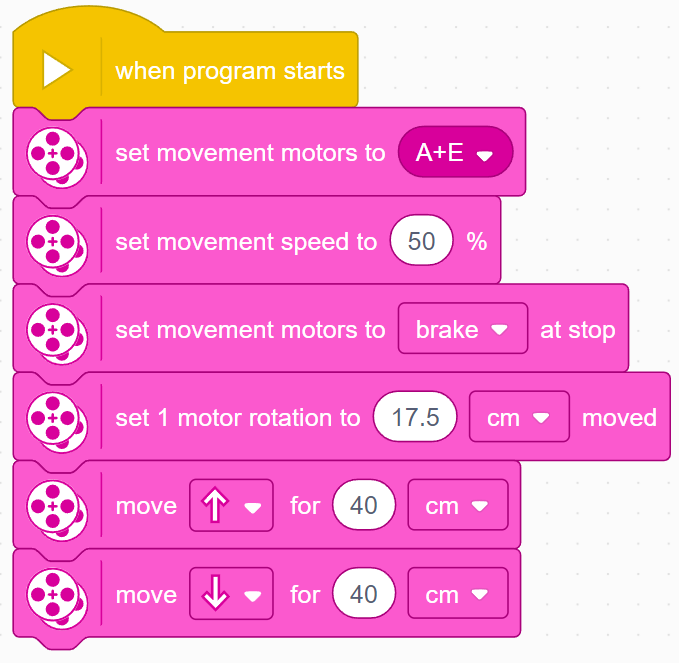 when program starts
set movement motors to A+E
set movement speed to 50 %
set movement motors to brake at stop
set 1 motor rotation to 17.5 cm moved
move for 40 cm
move for 40 cm